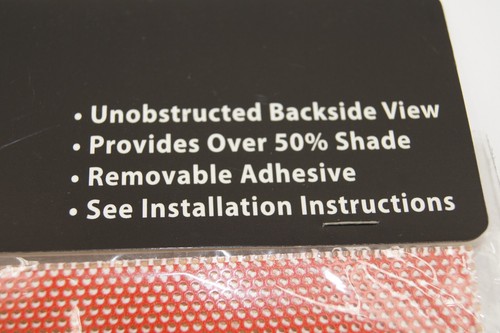 • Unobstructed Backside View
• Provides Over 50% Shade
• Removable Adhesive
• See Installation Instructions